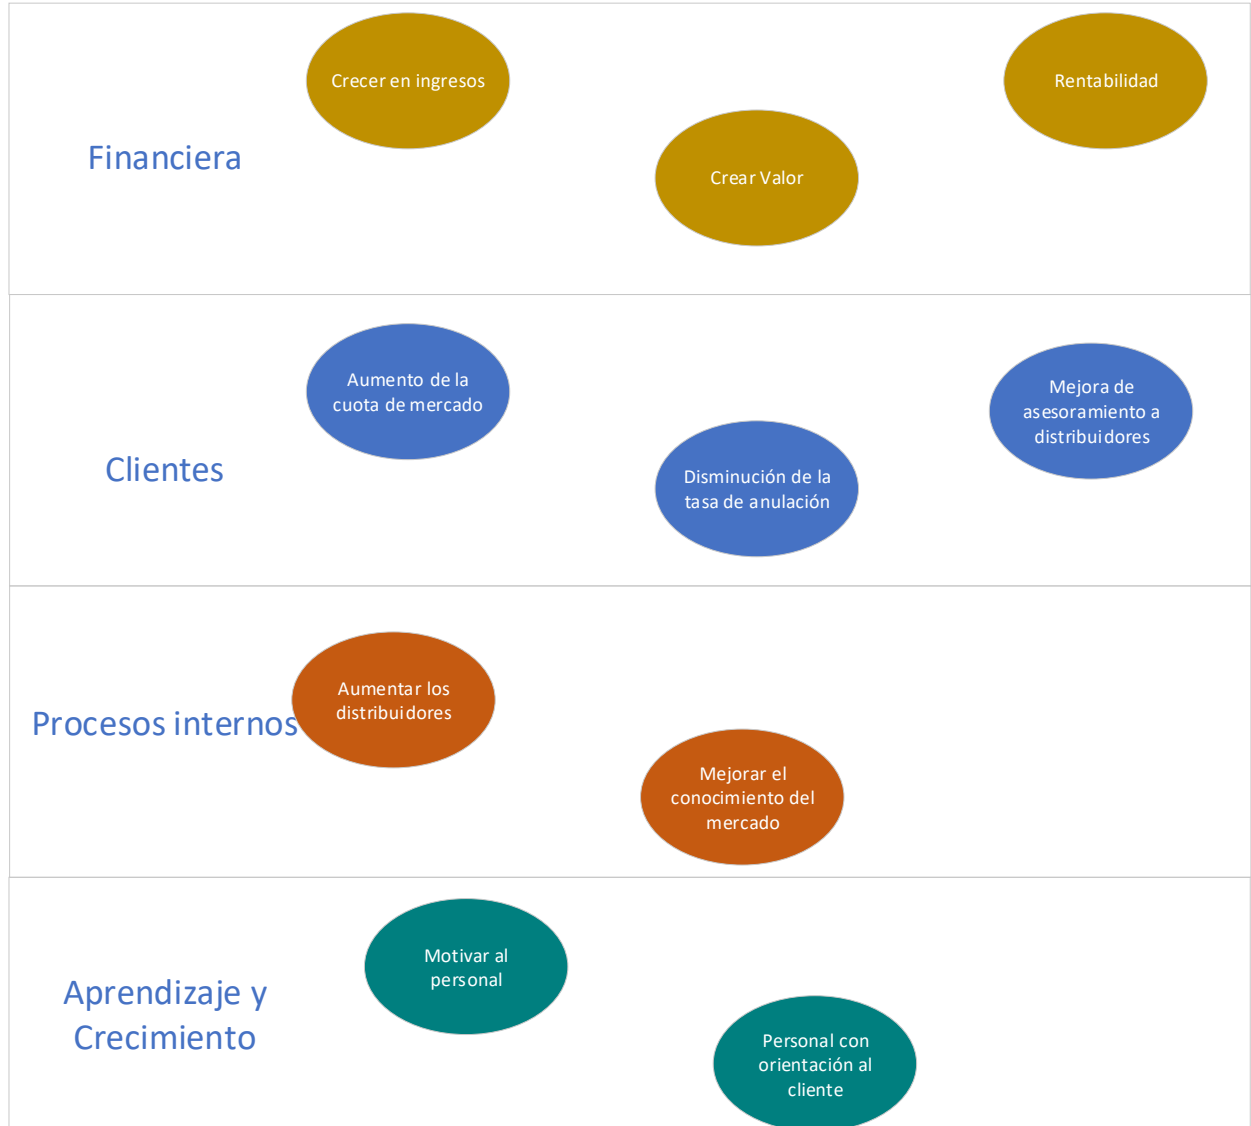 Financiera
Crecer en ingresos
Crear Valor
Rentabilidad
Clientes
Aumento de la
cuota de mercado
Disminución de la
tasa de anulación
Mejora de
asesoramiento a
distribuidores
Procesos internos
Aumentar los
distribuidores
Mejorar el
conocimiento del
mercado
Aprendizaje y
Crecimiento
Motivar al
personal
Personal con
orientación al
cliente